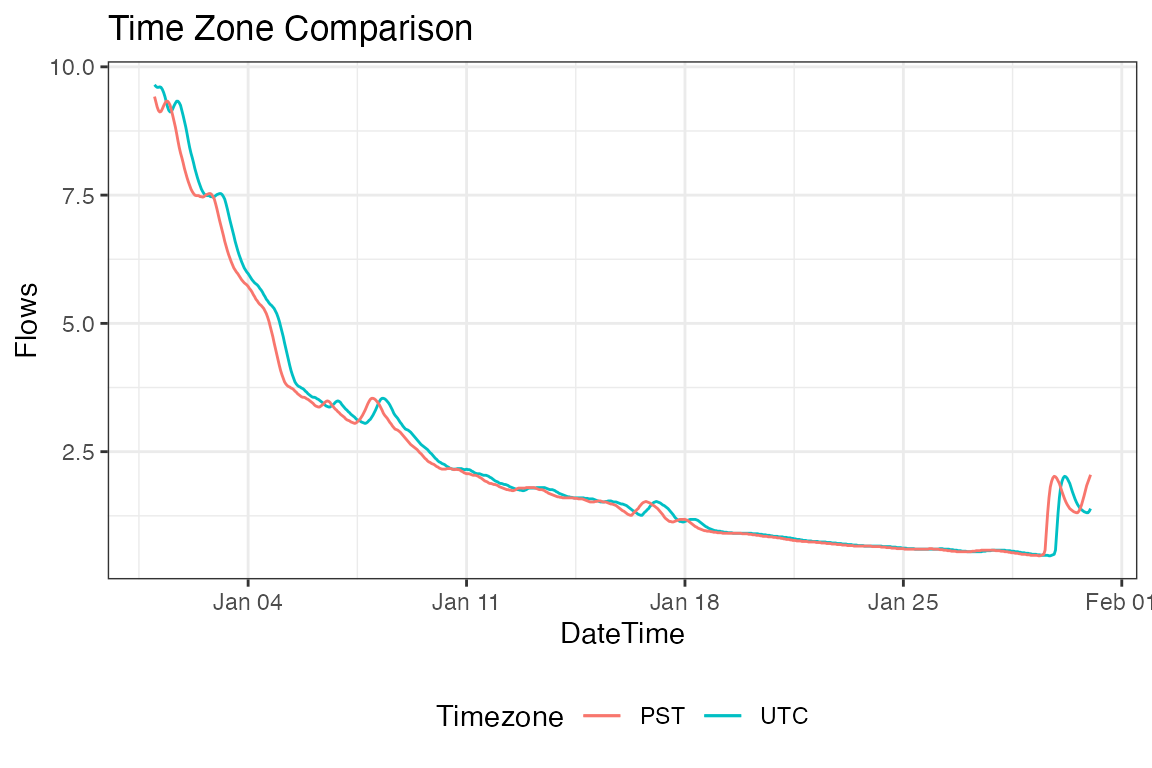 Time Zone Comparison
10.0
7.5
5.0
2.5
Flows
Jan 04 Jan 11 Jan 18 Jan 25 Feb 01
DateTime
Timezone PST UTC